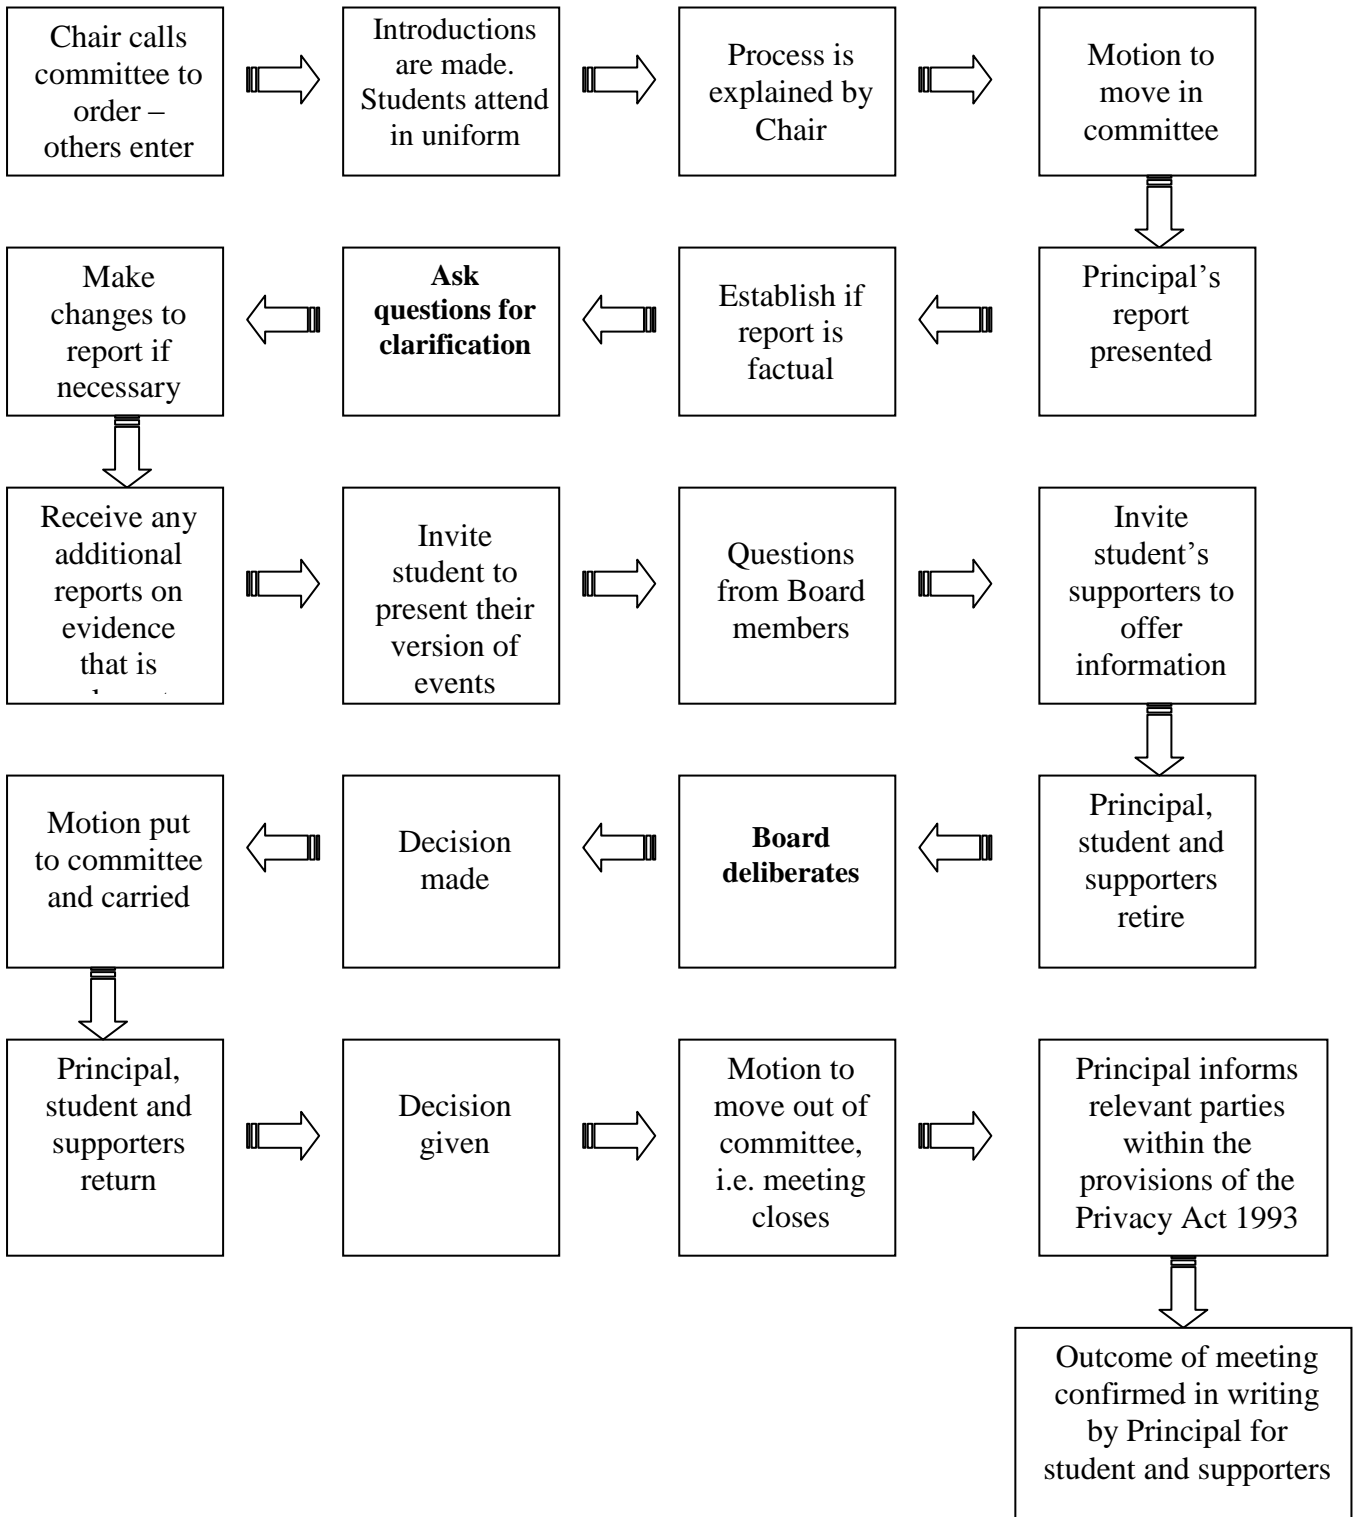 Chair calls
committee to
order –
others enter
Introductions
are made.
Students attend
in uniform
Process is
explained by
Chair
Motion to
move in
committee
Principal’s
report
presented
Establish if
report is
factual
Ask
questions for
clarification
Make
changes to
report if
necessary
Receive any
additional
reports on
evidence
that is
Invite
student to
present their
version of
events
Questions
from Board
members
Invite
student’s
supporters to
offer
information
Principal,
student and
supporters
retire
Board
deliberates
Decision
made
Motion put
to committee
and carried
Principal,
student and
supporters
return
Decision
given
Motion to
move out of
committee,
i.e. meeting
closes
Principal informs
relevant parties
within the
provisions of the
Privacy Act 1993
Outcome of meeting
confirmed in writing
by Principal for
student and supporters